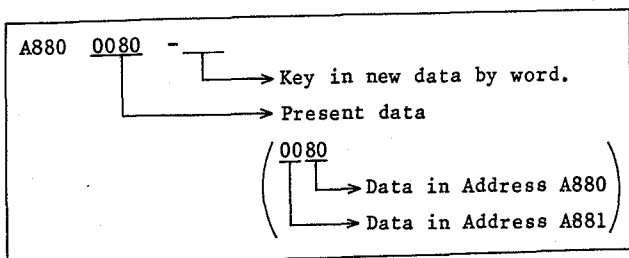 A880 0080 -
Key in new data by word.
Present data
0080
Data in Address A880
Data in Address A881